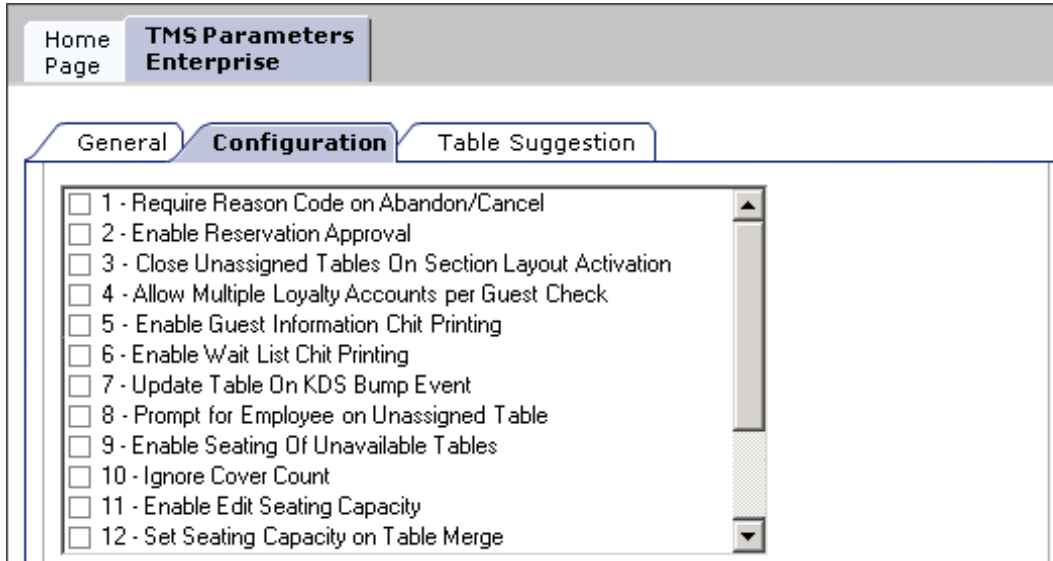 Home Page
TMS Parameters Enterprise
General
Configuration
Table Suggestion
1 - Require Reason Code on Abandon/Cancel
2 - Enable Reservation Approval
3 - Close Unassigned Tables On Section Layout Activation
4 - Allow Multiple Loyalty Accounts per Guest Check
5 - Enable Guest Information Chit Printing
6 - Enable Wait List Chit Printing
7 - Update Table On KDS Bump Event
8 - Prompt for Employee on Unassigned Table
9 - Enable Seating Of Unavailable Tables
10 - Ignore Cover Count
11 - Enable Edit Seating Capacity
12 - Set Seating Capacity on Table Merge